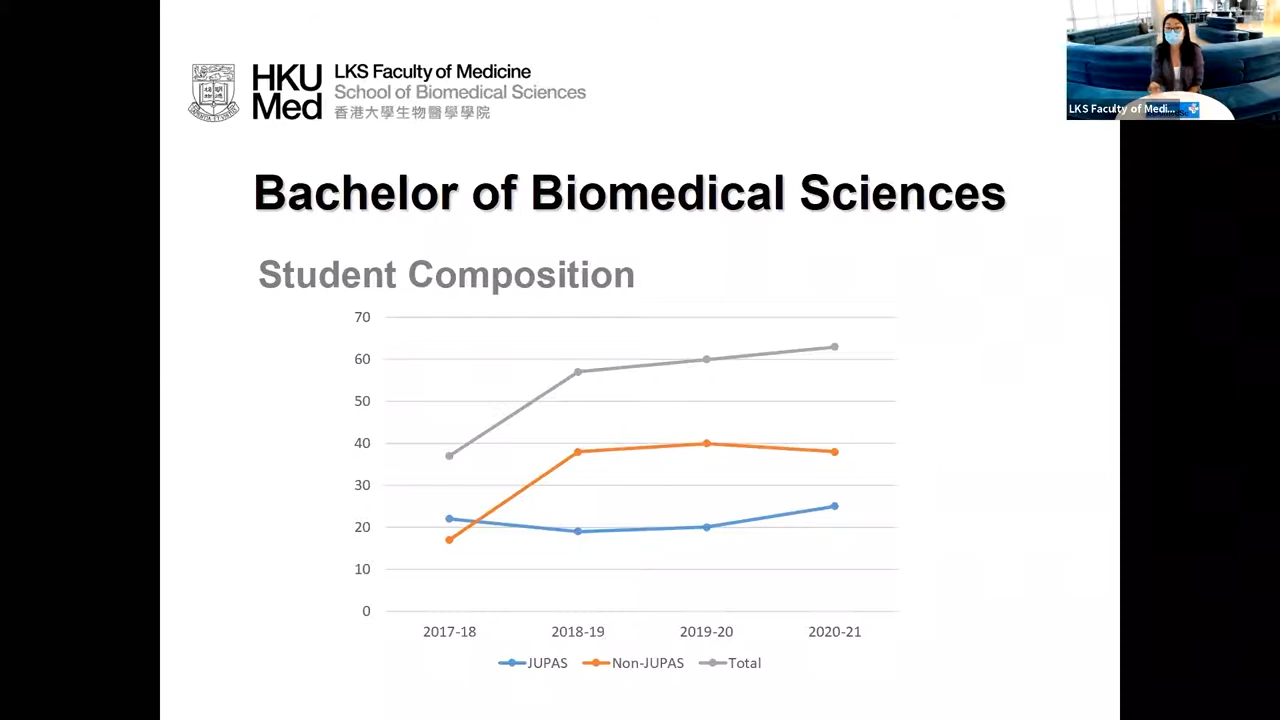 HKU
Med
LKS Faculty of Medicine
School of Biomedical Sciences
香港大學生物醫學學院
LKS Faculty of Medi...
Bachelor of Biomedical Sciences
Student Composition
70
60
50
40
30
20
10
0
2017-18 2018-19 2019-20 2020-21
JUPAS Non-JUPAS Total